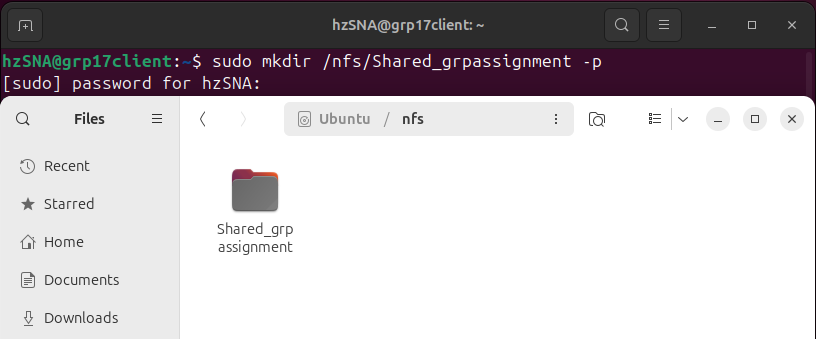 hzSNA@grp17client: ~
hzSNA@grp17client:~$ sudo mkdir /nfs/Shared_grpassignment -p
[sudo] password for hzSNA:
Files
Ubuntu / nfs
Recent
Starred
Home
Documents
Downloads
Shared_grp
assignment